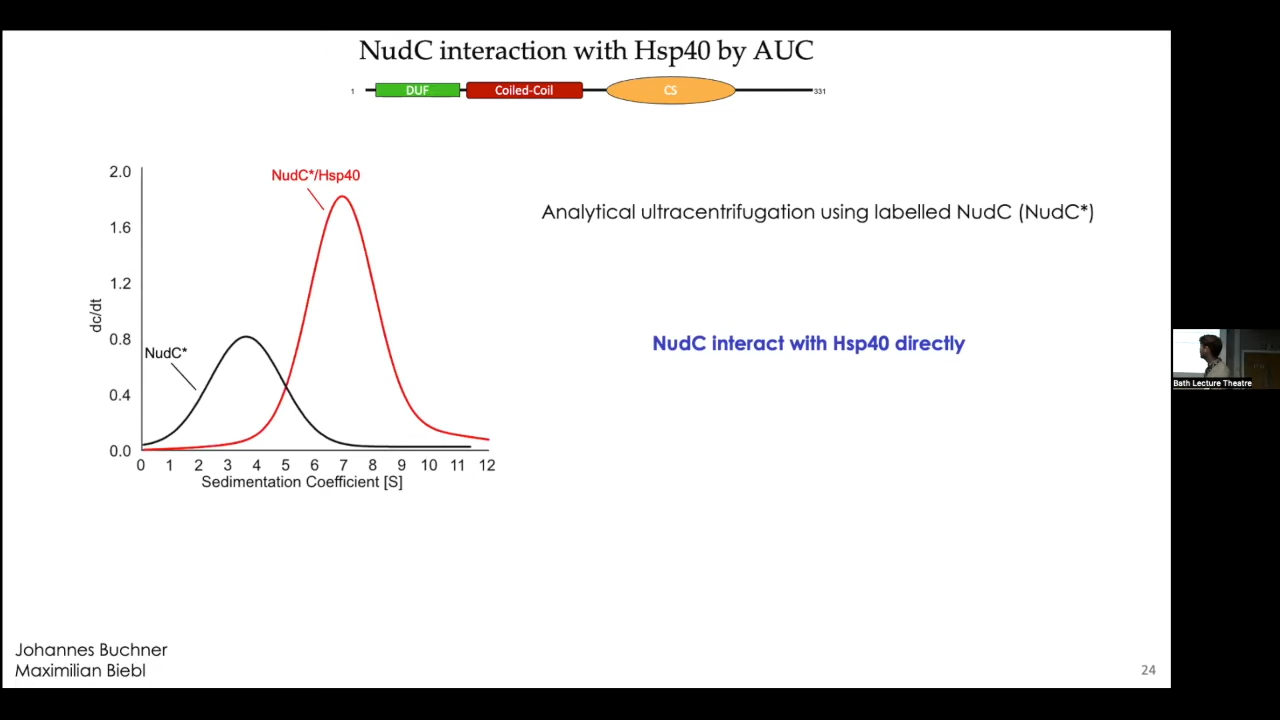 NudC interaction with Hsp40 by AUC
1 DUF Coiled-Coil CS 331
NudC*/Hsp40
NudC*
dc/dt
2.0
1.6
1.2
0.8
0.4
0.0
0 1 2 3 4 5 6 7 8 9 10 11 12
Sedimentation Coefficient [S]
Analytical ultracentrifugation using labelled NudC (NudC*)
NudC interact with Hsp40 directly
Bath Lecture Theatre
Johannes Buchner
Maximilian Biebl
24